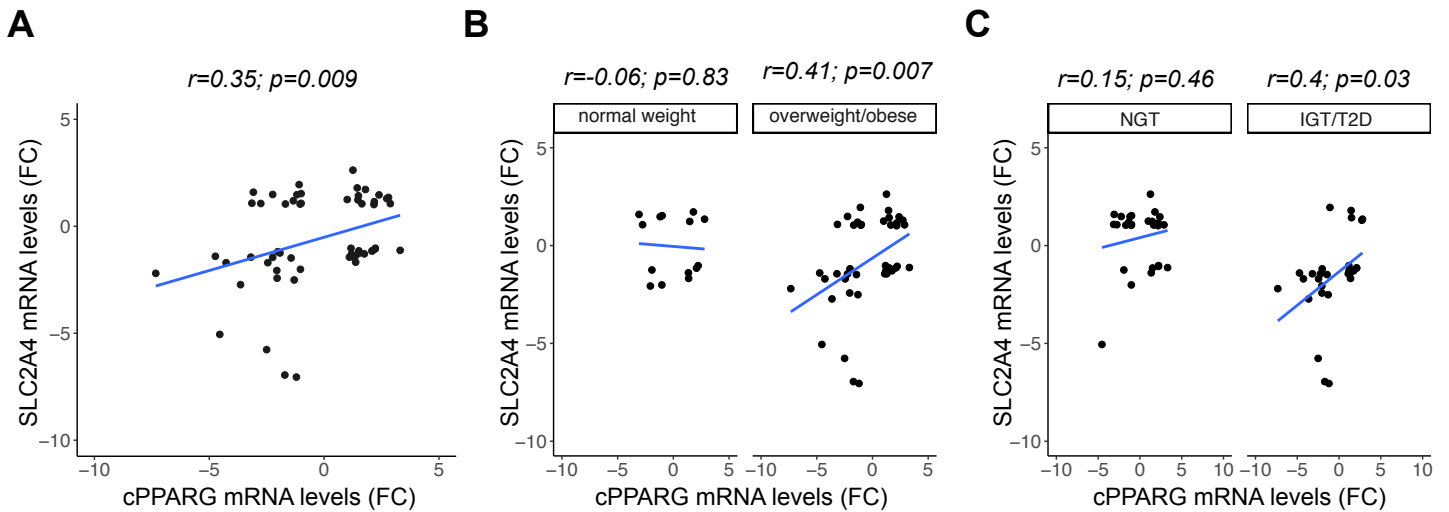 A
r=0.35; p=0.009
SLC2A4 mRNA levels (FC)
5
0
−5
−10
−10
−5
0
5
cPPARG mRNA levels (FC)
B
r=-0.06; p=0.83
r=0.41; p=0.007
normal weight
overweight/obese
SLC2A4 mRNA levels (FC)
5
0
−5
−10
−10
−5
0
5
−10
−5
0
5
cPPARG mRNA levels (FC)
C
r=0.15; p=0.46
r=0.4; p=0.03
NGT
IGT/T2D
SLC2A4 mRNA levels (FC)
5
0
−5
−10
−10
−5
0
5
10
−10
−5
0
5
10
cPPARG mRNA levels (FC)